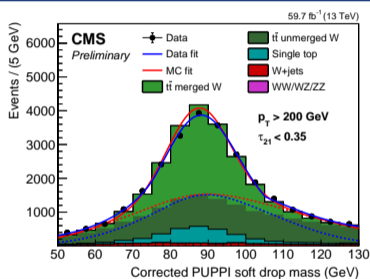 59.7 fb⁻¹ (13 TeV)
CMS
Preliminary
Data
Data fit
MC fit
tt̄ merged W
tt̄ unmerged W
Single top
W+jets
WW/WZ/ZZ
p_T > 200 GeV
τ₂₁ < 0.35
Events / (5 GeV)
6000
5000
4000
3000
2000
1000
50 60 70 80 90 100 110 120 130
Corrected PUPPI soft drop mass (GeV)